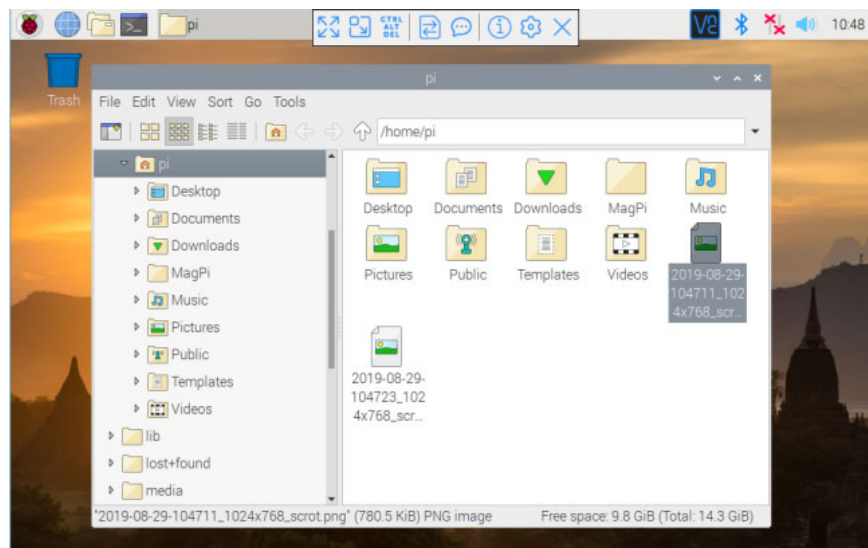 pi
CTRL
ALT
DEL
V2
10:48
Trash
pi
File Edit View Sort Go Tools
/home/pi
pi
Desktop
Documents
Downloads
MagPi
Music
Pictures
Public
Templates
Videos
lib
lost+found
media
Desktop Documents Downloads MagPi Music
Pictures Public Templates Videos 2019-08-29-
104711_102
4x768_scr...
2019-08-29-
104723_102
4x768_scr...
"2019-08-29-104711_1024x768_scrot.png" (780.5 KiB) PNG image Free space: 9.8 GiB (Total: 14.3 GiB)